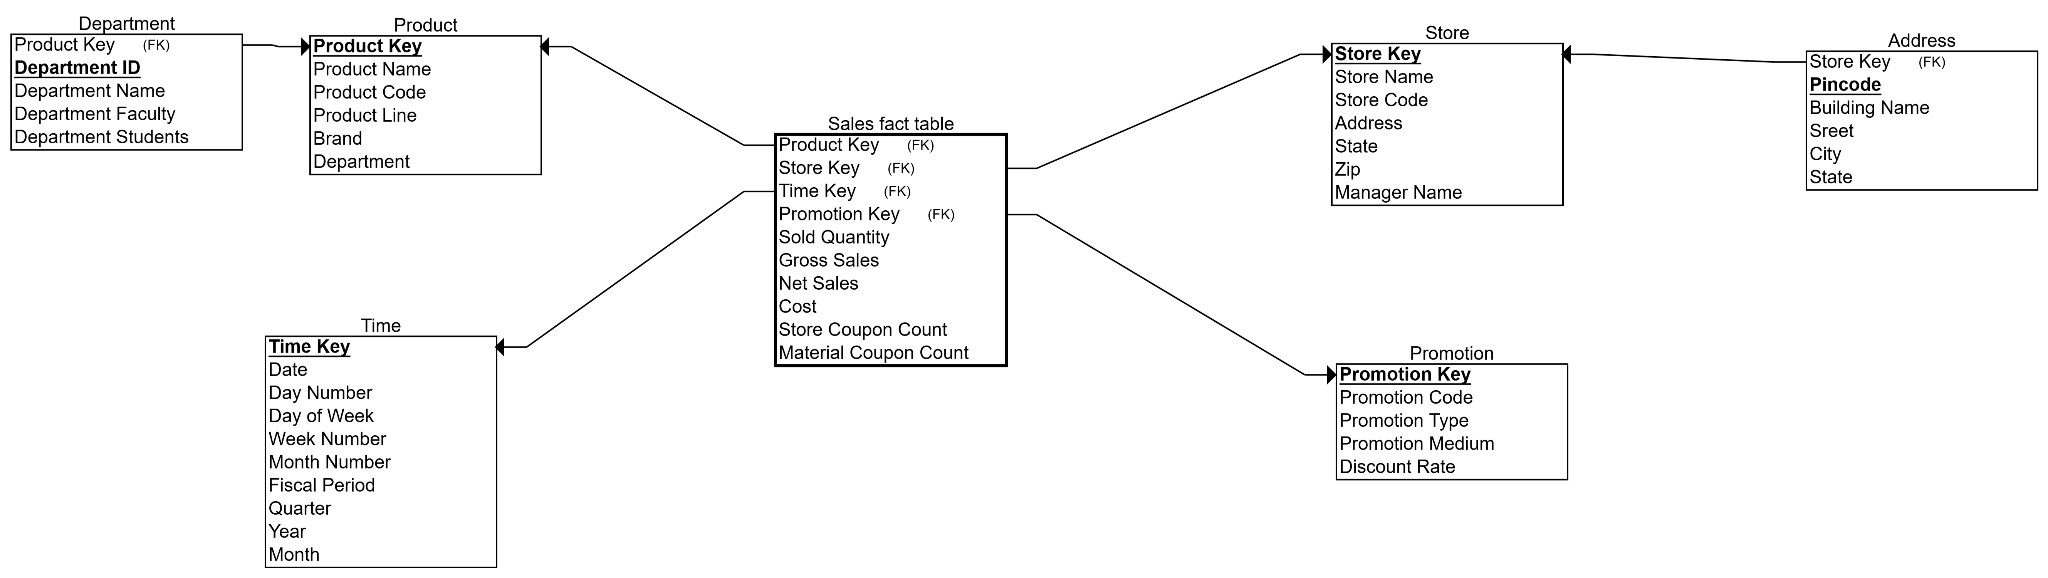 Department
Product Key (FK)
Department ID
Department Name
Department Faculty
Department Students
Product
Product Key
Product Name
Product Code
Product Line
Brand
Department
Sales fact table
Product Key (FK)
Store Key (FK)
Time Key (FK)
Promotion Key (FK)
Sold Quantity
Gross Sales
Net Sales
Cost
Store Coupon Count
Material Coupon Count
Store
Store Key
Store Name
Store Code
Address
State
Zip
Manager Name
Address
Store Key (FK)
Pincode
Building Name
Sreet
City
State
Time
Time Key
Date
Day Number
Day of Week
Week Number
Month Number
Fiscal Period
Quarter
Year
Month
Promotion
Promotion Key
Promotion Code
Promotion Type
Promotion Medium
Discount Rate